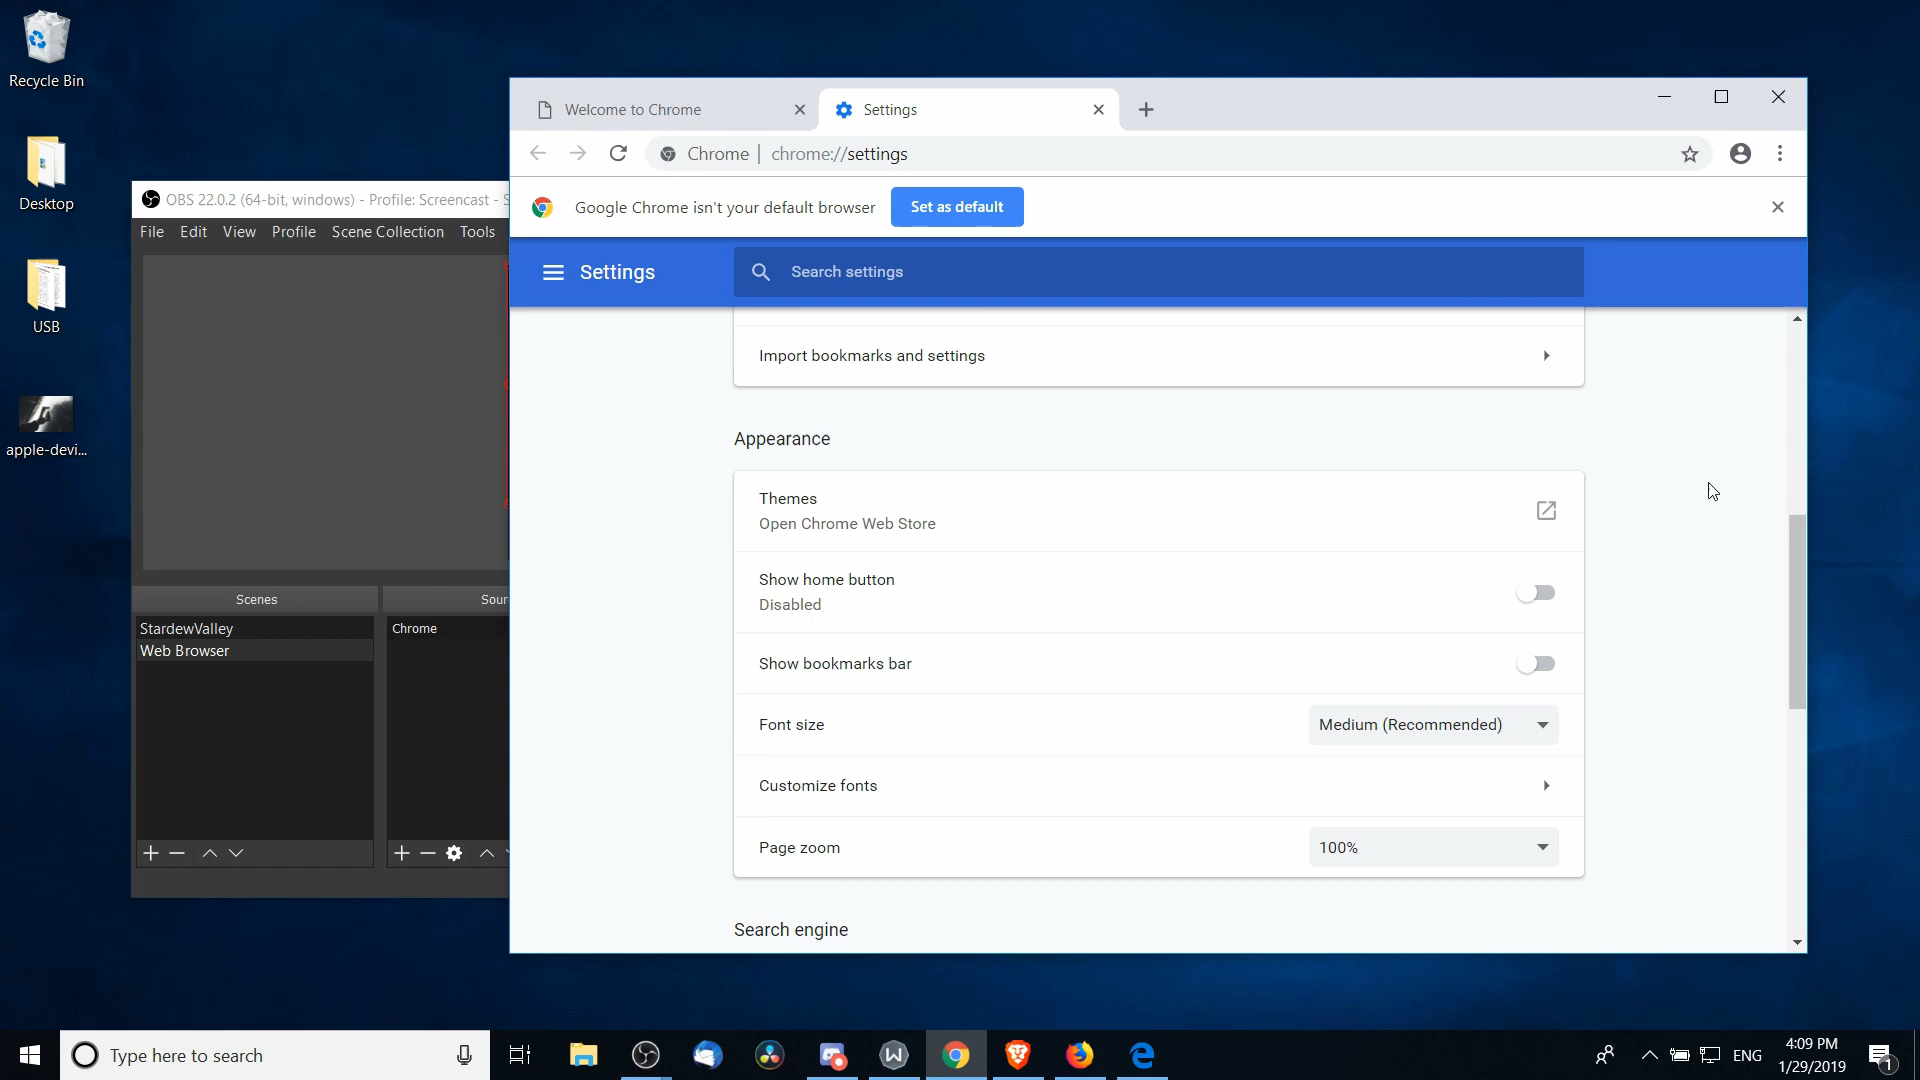 Recycle Bin
Desktop
USB
apple-devi...
OBS 22.0.2 (64-bit, windows) - Profile: Screencast - S
File Edit View Profile Scene Collection Tools
Scenes
Sour
StardewValley
Web Browser
Chrome
Welcome to Chrome
Settings
Chrome | chrome://settings
Google Chrome isn't your default browser
Set as default
Settings
Search settings
Import bookmarks and settings
Appearance
Themes
Open Chrome Web Store
Show home button
Disabled
Show bookmarks bar
Font size
Medium (Recommended)
Customize fonts
Page zoom
100%
Search engine
Type here to search
W
ENG
4:09 PM
1/29/2019
1